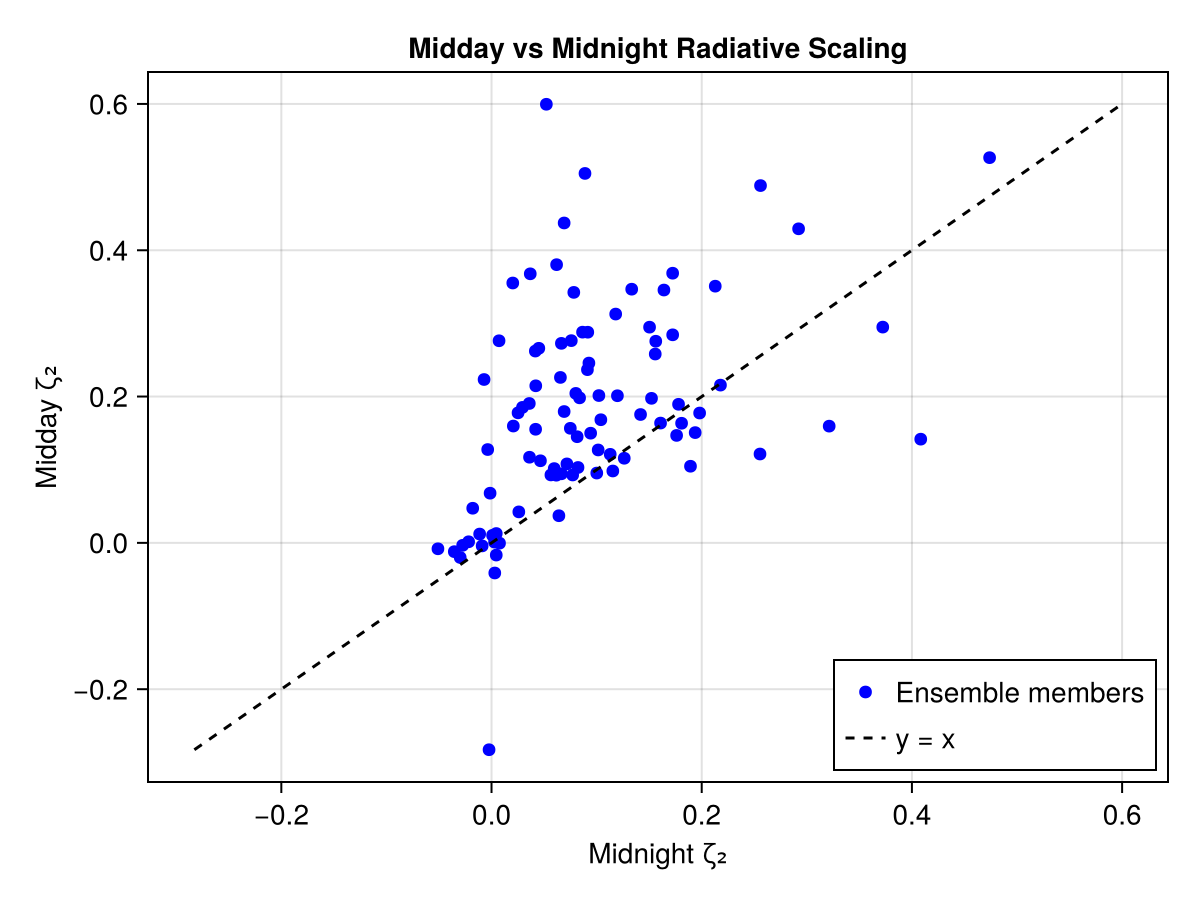 Midday vs Midnight Radiative Scaling
0.6
0.4
0.2
0.0
−0.2
Midday ζ₂
−0.2 0.0 0.2 0.4 0.6
Midnight ζ₂
Ensemble members
y = x